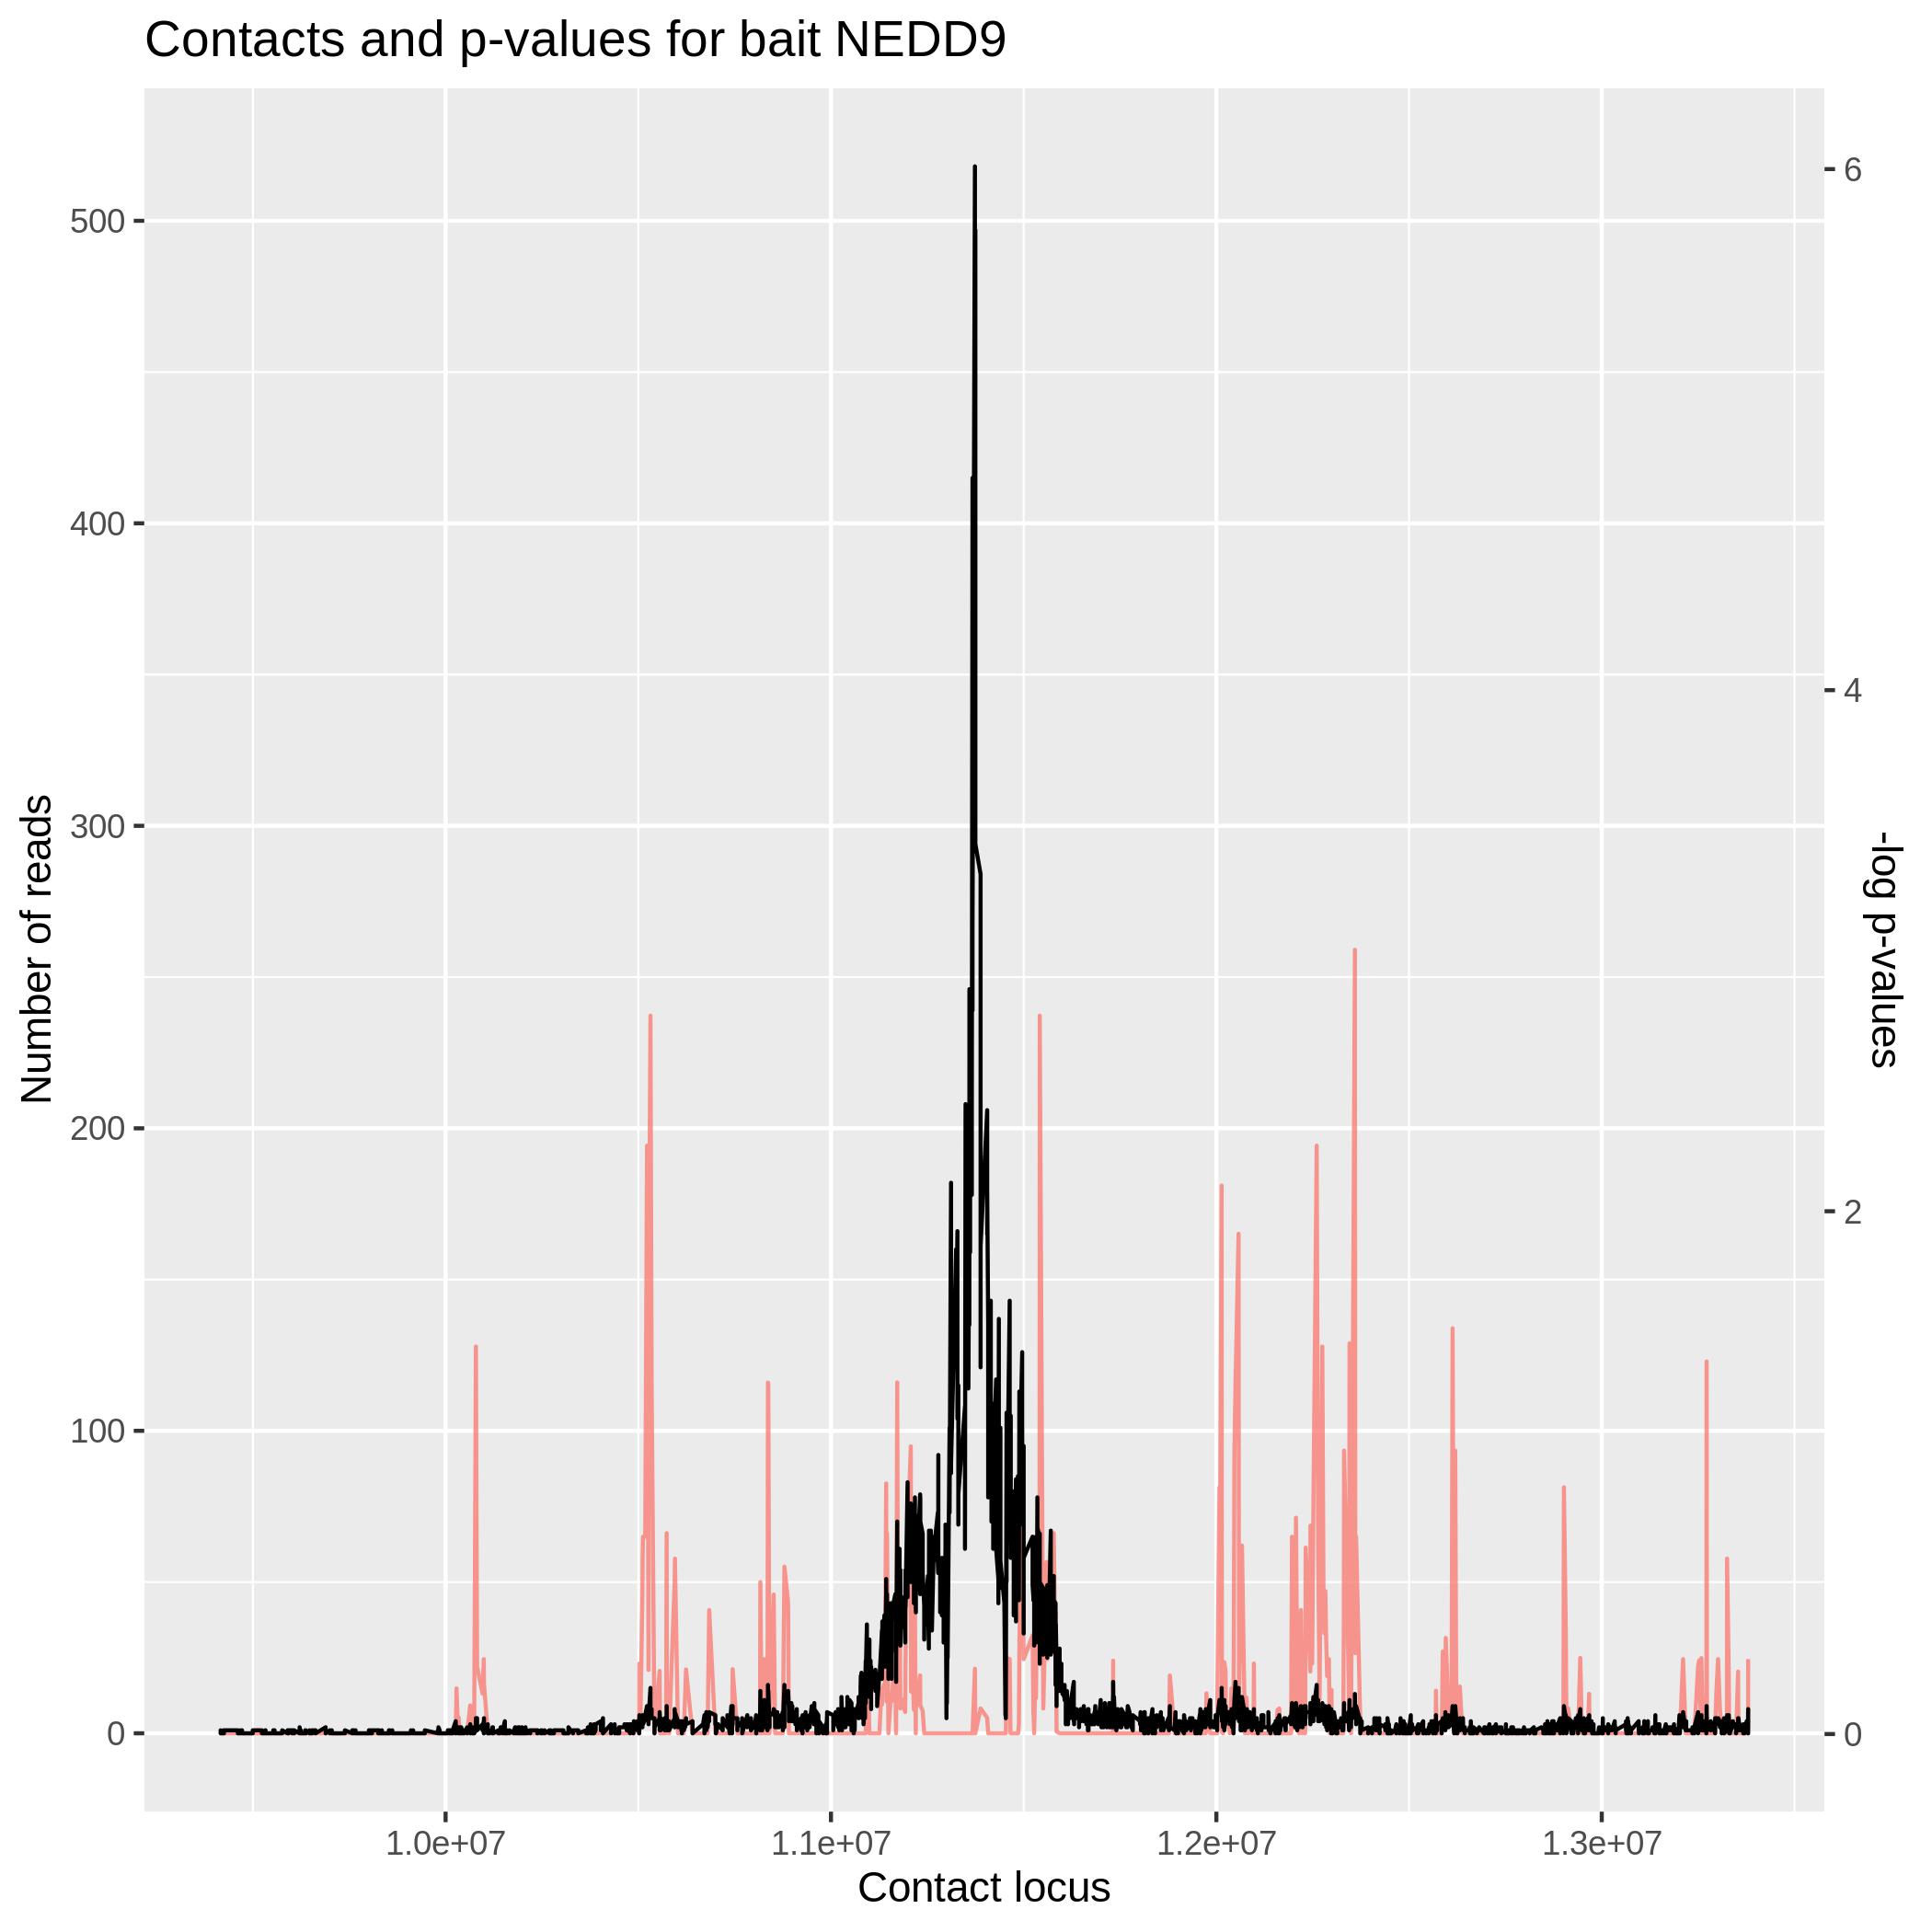 Contacts and p-values for bait NEDD9
Number of reads
500
400
300
200
100
0
6
4
2
0
-log p-values
1.0e+07
1.1e+07
1.2e+07
1.3e+07
Contact locus